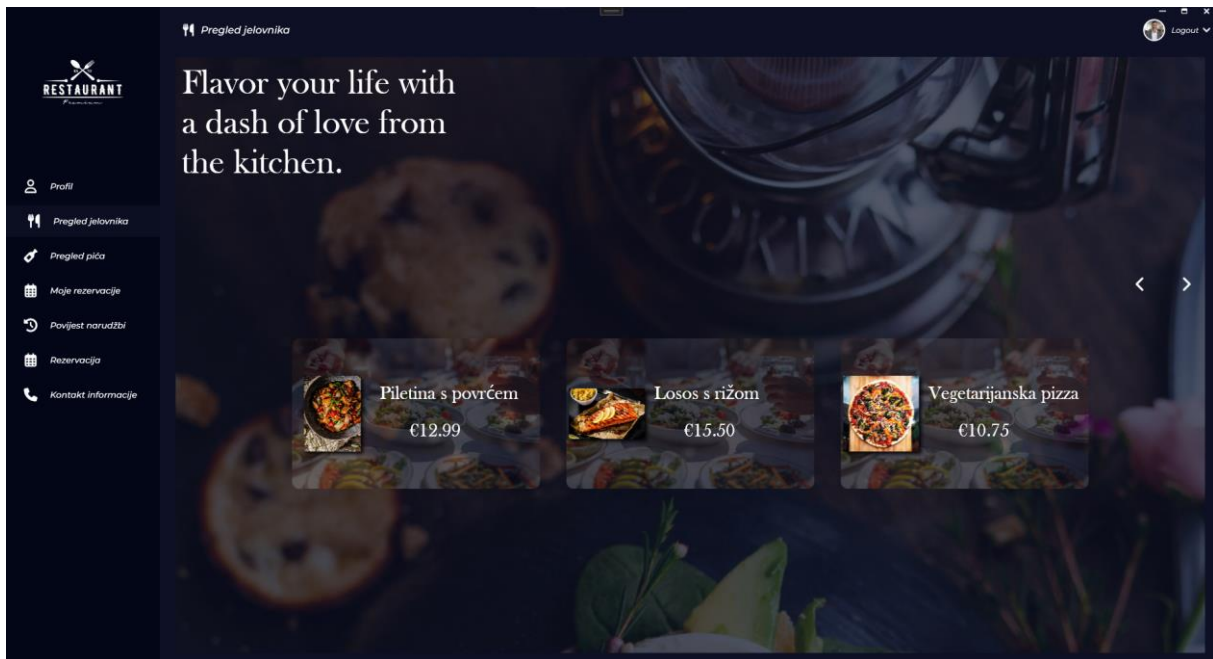 Pregled jelovnika
Logout
RESTAURANT
Premium
Flavor your life with
a dash of love from
the kitchen.
Profil
Pregled jelovnika
Pregled pića
Moje rezervacije
Povijest narudžbi
Rezervacija
Kontakt informacije
Piletina s povrćem
€12.99
Losos s rižom
€15.50
Vegetarijanska pizza
€10.75